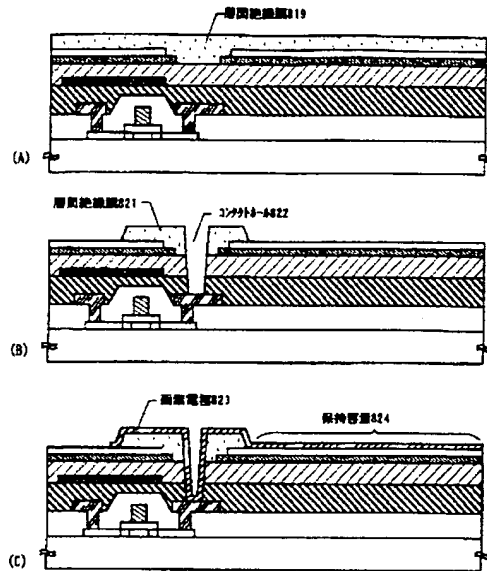 層間絶縁膜819
(A)
層間絶縁膜821
コンタクトホール822
(B)
画素電極823
保持容量824
(C)